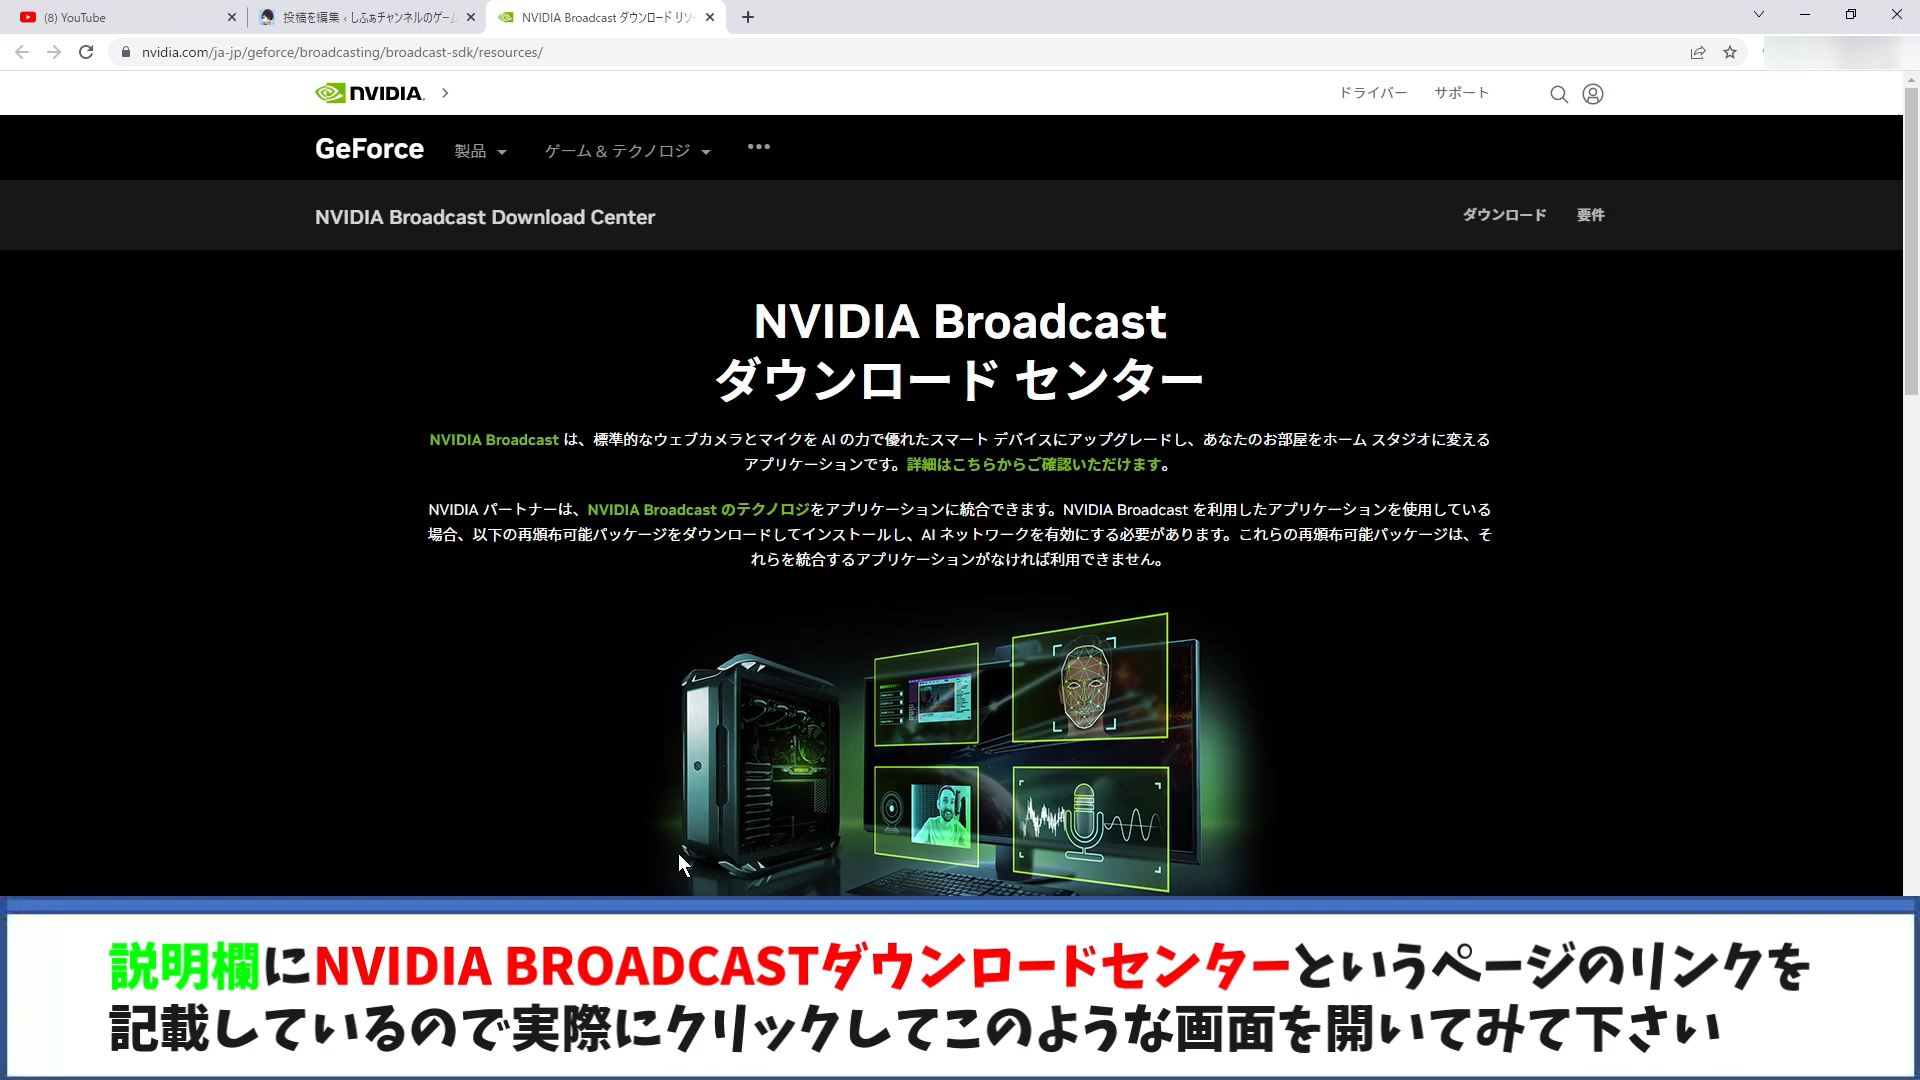 (8) YouTube
投稿を編集 ‹ しふぁチャンネルのゲーム
NVIDIA Broadcast ダウンロード リソ
nvidia.com/ja-jp/geforce/broadcasting/broadcast-sdk/resources/
NVIDIA.
ドライバー サポート
GeForce 製品 ゲーム & テクノロジ •••
NVIDIA Broadcast Download Center
ダウンロード 要件
NVIDIA Broadcast
ダウンロード センター
NVIDIA Broadcast は、標準的なウェブカメラとマイクを AI の力で優れたスマート デバイスにアップグレードし、あなたのお部屋をホーム スタジオに変える
アプリケーションです。詳細はこちらからご確認いただけます。
NVIDIA パートナーは、NVIDIA Broadcast のテクノロジをアプリケーションに統合できます。NVIDIA Broadcast を利用したアプリケーションを使用している
場合、以下の再頒布可能パッケージをダウンロードしてインストールし、AI ネットワークを有効にする必要があります。これらの再頒布可能パッケージは、そ
れらを統合するアプリケーションがなければ利用できません。
説明欄にNVIDIA BROADCASTダウンロードセンターというページのリンクを
記載しているので実際にクリックしてこのような画面を開いてみて下さい